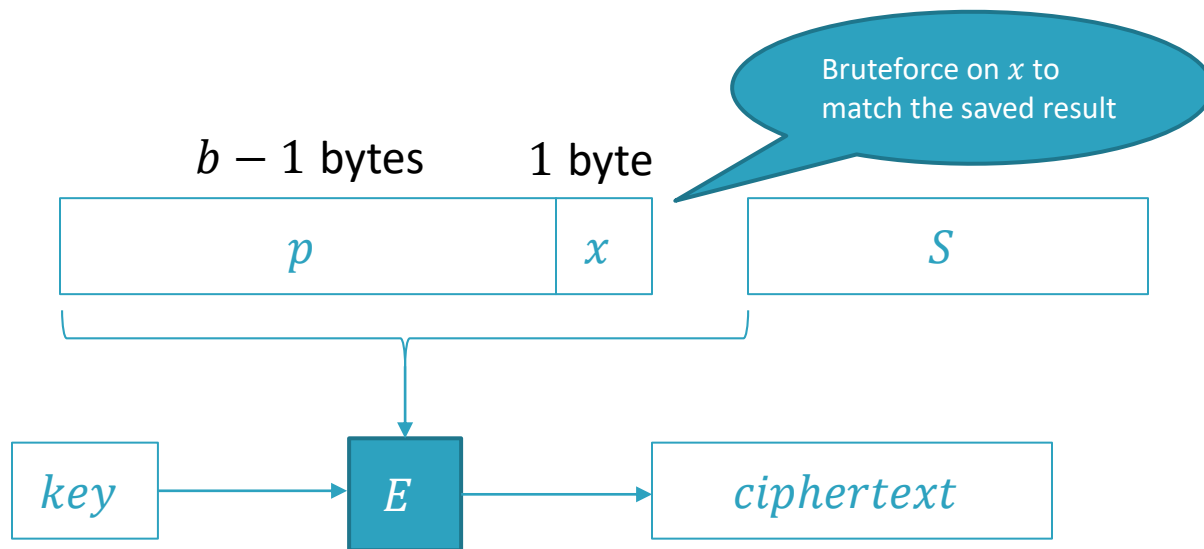 Bruteforce on x to
match the saved result
b − 1 bytes 1 byte
p x S
key E ciphertext